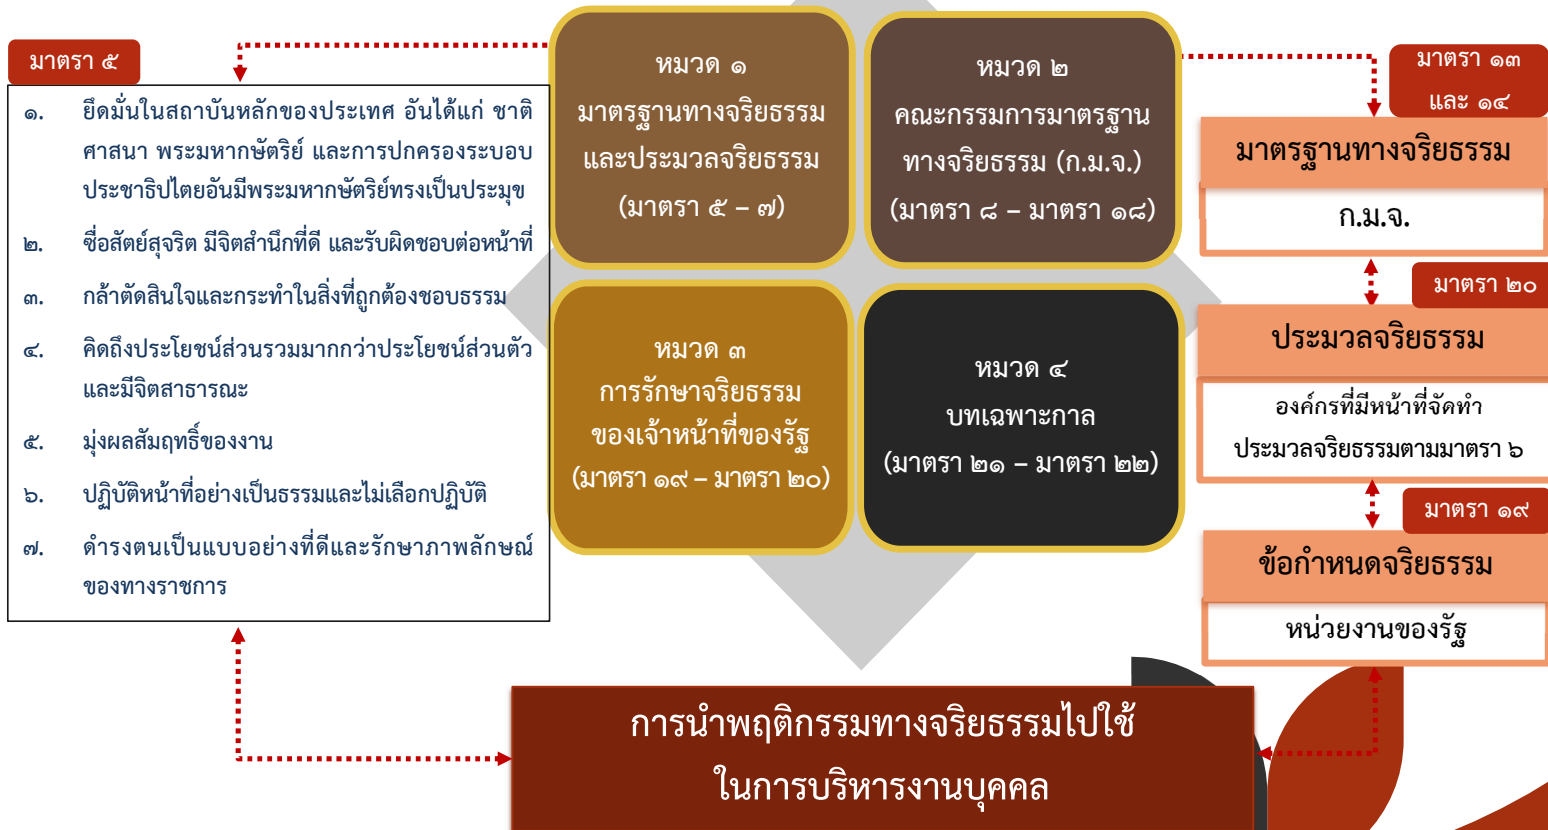 มาตรา ๕
๑. ยึดมั่นในสถาบันหลักของประเทศ อันได้แก่ ชาติ
ศาสนา พระมหากษัตริย์ และการปกครองระบอบ
ประชาธิปไตยอันมีพระมหากษัตริย์ทรงเป็นประมุข
๒. ซื่อสัตย์สุจริต มีจิตสำนึกที่ดี และรับผิดชอบต่อหน้าที่
๓. กล้าตัดสินใจและกระทำในสิ่งที่ถูกต้องชอบธรรม
๔. คิดถึงประโยชน์ส่วนรวมมากกว่าประโยชน์ส่วนตัว
และมีจิตสาธารณะ
๕. มุ่งผลสัมฤทธิ์ของงาน
๖. ปฏิบัติหน้าที่อย่างเป็นธรรมและไม่เลือกปฏิบัติ
๗. ดำรงตนเป็นแบบอย่างที่ดีและรักษาภาพลักษณ์
ของทางราชการ
หมวด ๑
มาตรฐานทางจริยธรรม
และประมวลจริยธรรม
(มาตรา ๕ – ๗)
หมวด ๒
คณะกรรมการมาตรฐาน
ทางจริยธรรม (ก.ม.จ.)
(มาตรา ๘ – มาตรา ๑๘)
หมวด ๓
การรักษาจริยธรรม
ของเจ้าหน้าที่ของรัฐ
(มาตรา ๑๙ – มาตรา ๒๐)
หมวด ๔
บทเฉพาะกาล
(มาตรา ๒๑ – มาตรา ๒๒)
มาตรา ๑๓
และ ๑๔
มาตรฐานทางจริยธรรม
ก.ม.จ.
มาตรา ๒๐
ประมวลจริยธรรม
องค์กรที่มีหน้าที่จัดทำ
ประมวลจริยธรรมตามมาตรา ๖
มาตรา ๑๙
ข้อกำหนดจริยธรรม
หน่วยงานของรัฐ
การนำพฤติกรรมทางจริยธรรมไปใช้
ในการบริหารงานบุคคล